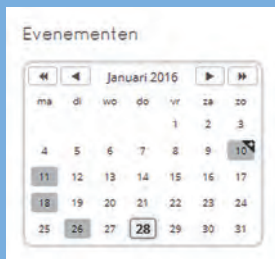 Evenementen
Januari 2016
ma di wo do vr za zo
1 2 3
4 5 6 7 8 9 10
11 12 13 14 15 16 17
18 19 20 21 22 23 24
25 26 27 28 29 30 31